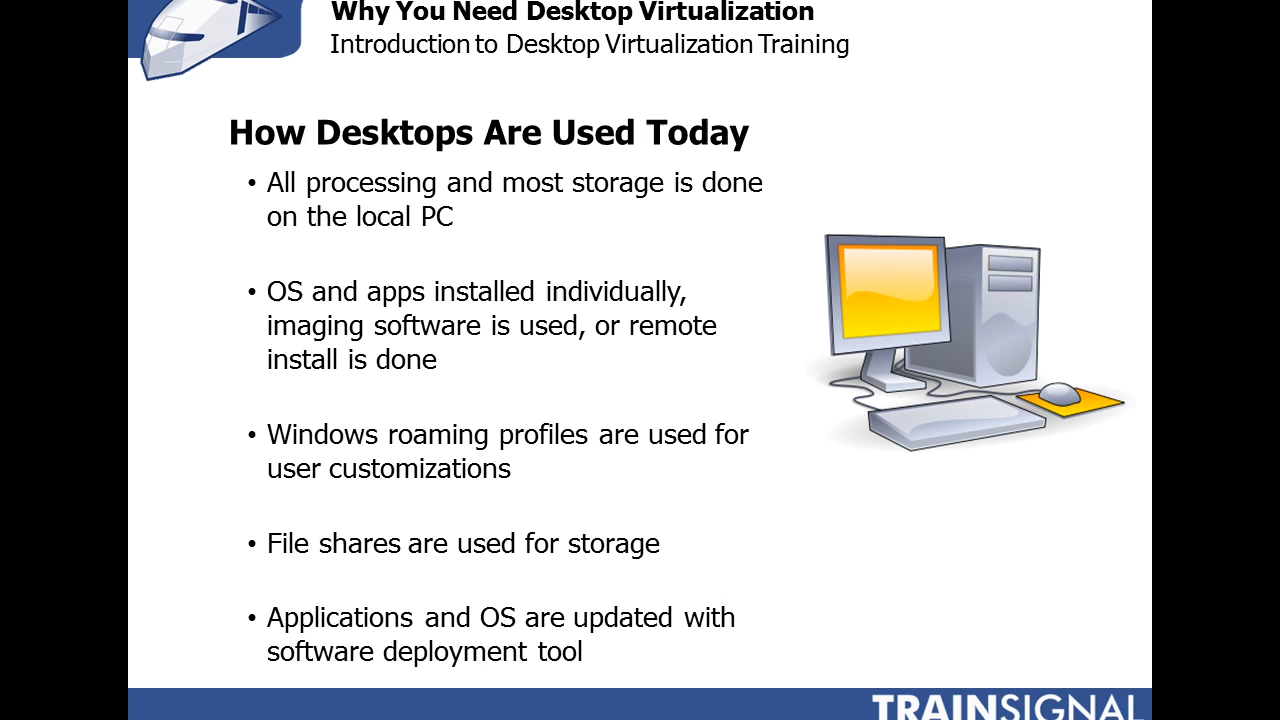 Why You Need Desktop Virtualization
Introduction to Desktop Virtualization Training
How Desktops Are Used Today
• All processing and most storage is done
on the local PC
• OS and apps installed individually,
imaging software is used, or remote
install is done
• Windows roaming profiles are used for
user customizations
• File shares are used for storage
• Applications and OS are updated with
software deployment tool
TRAINSIGNAL